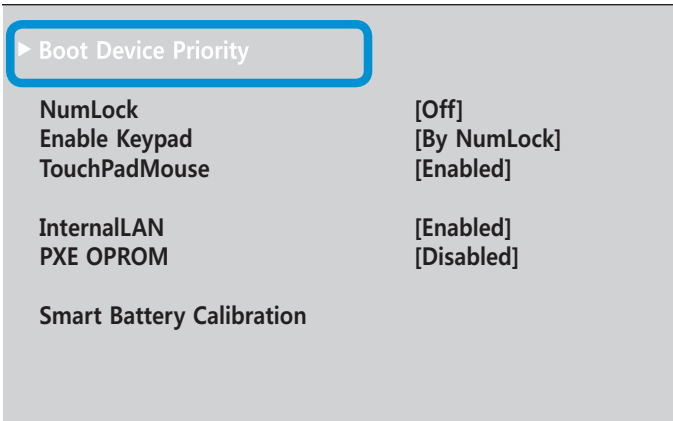 Boot Device Priority
NumLock [Off]
Enable Keypad [By NumLock]
TouchPadMouse [Enabled]
InternalLAN [Enabled]
PXE OPROM [Disabled]
Smart Battery Calibration